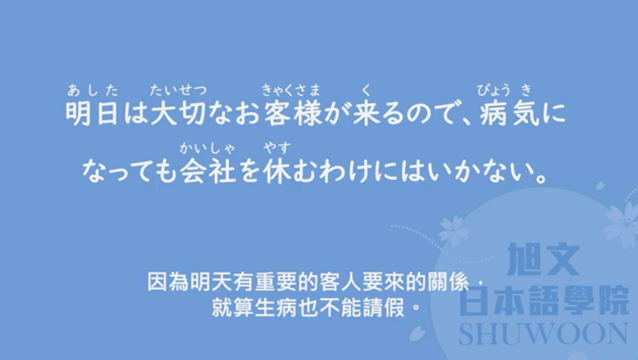 あした たいせつ きゃくさま く びょう き
明日は大切なお客様が来るので、病気に
かいしゃ やす
なっても会社を休むわけにはいかない。
因為明天有重要的客人要來的關係，
就算生病也不能請假。
旭文
日本語學院
SHUWOON